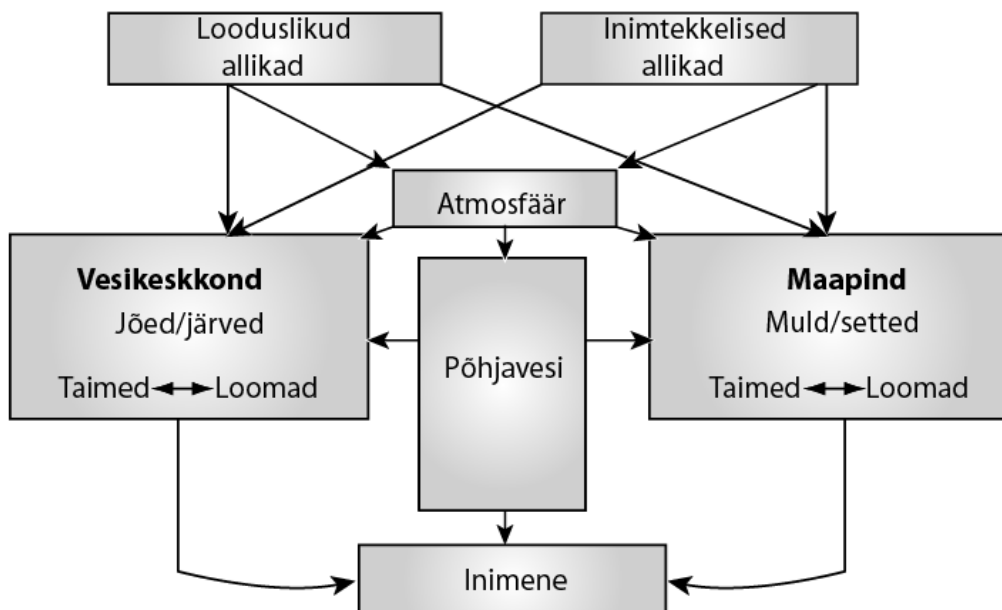 Looduslikud
allikad
Inimtekkelised
allikad
Atmosfäär
Vesikeskkond
Jõed/järved
Taimed Loomad
Põhjavesi
Maapind
Muld/setted
Taimed Loomad
Inimene